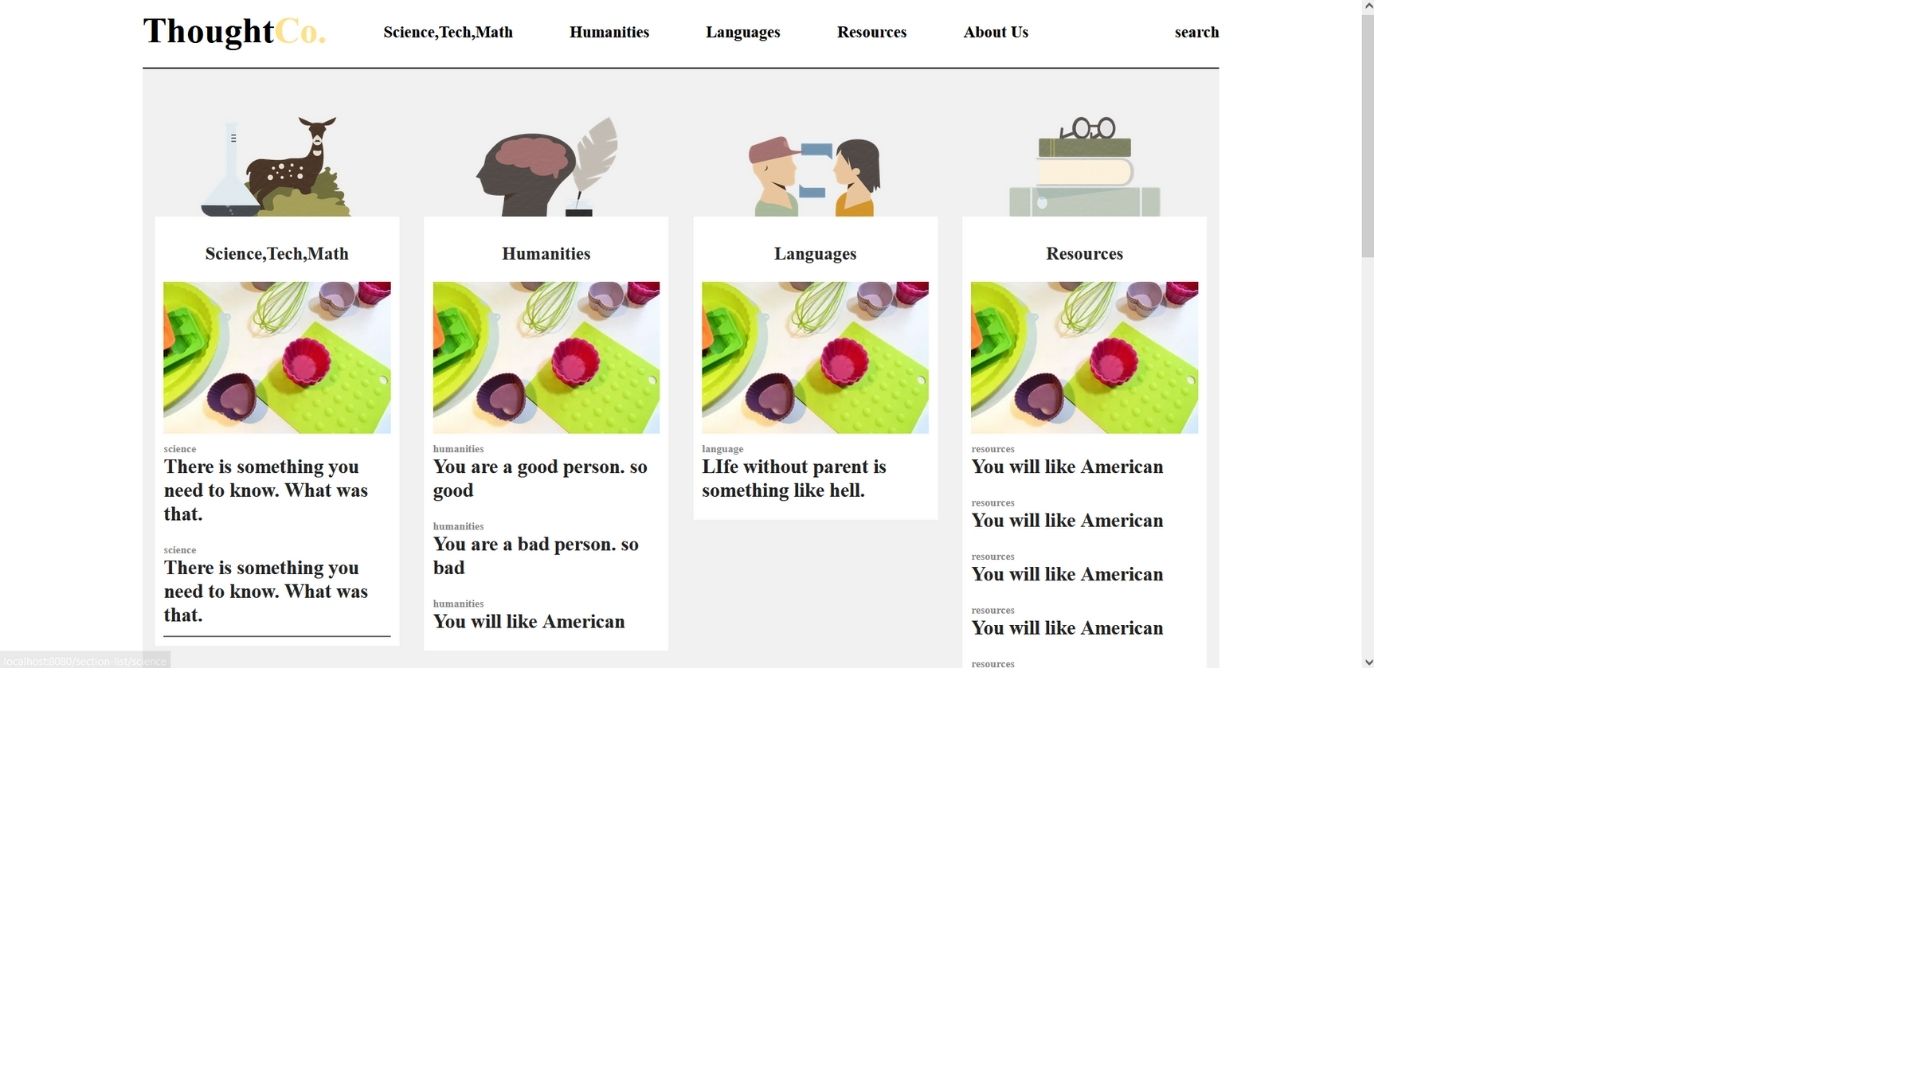 ThoughtCo.
Science,Tech,Math
Humanities
Languages
Resources
About Us
search
Science,Tech,Math
science
There is something you
need to know. What was
that.
science
There is something you
need to know. What was
that.
Humanities
humanities
You are a good person. so
good
humanities
You are a bad person. so
bad
humanities
You will like American
Languages
language
LIfe without parent is
something like hell.
Resources
resources
You will like American
resources
You will like American
resources
You will like American
resources
You will like American
resources
localhost:8080/section-list/science